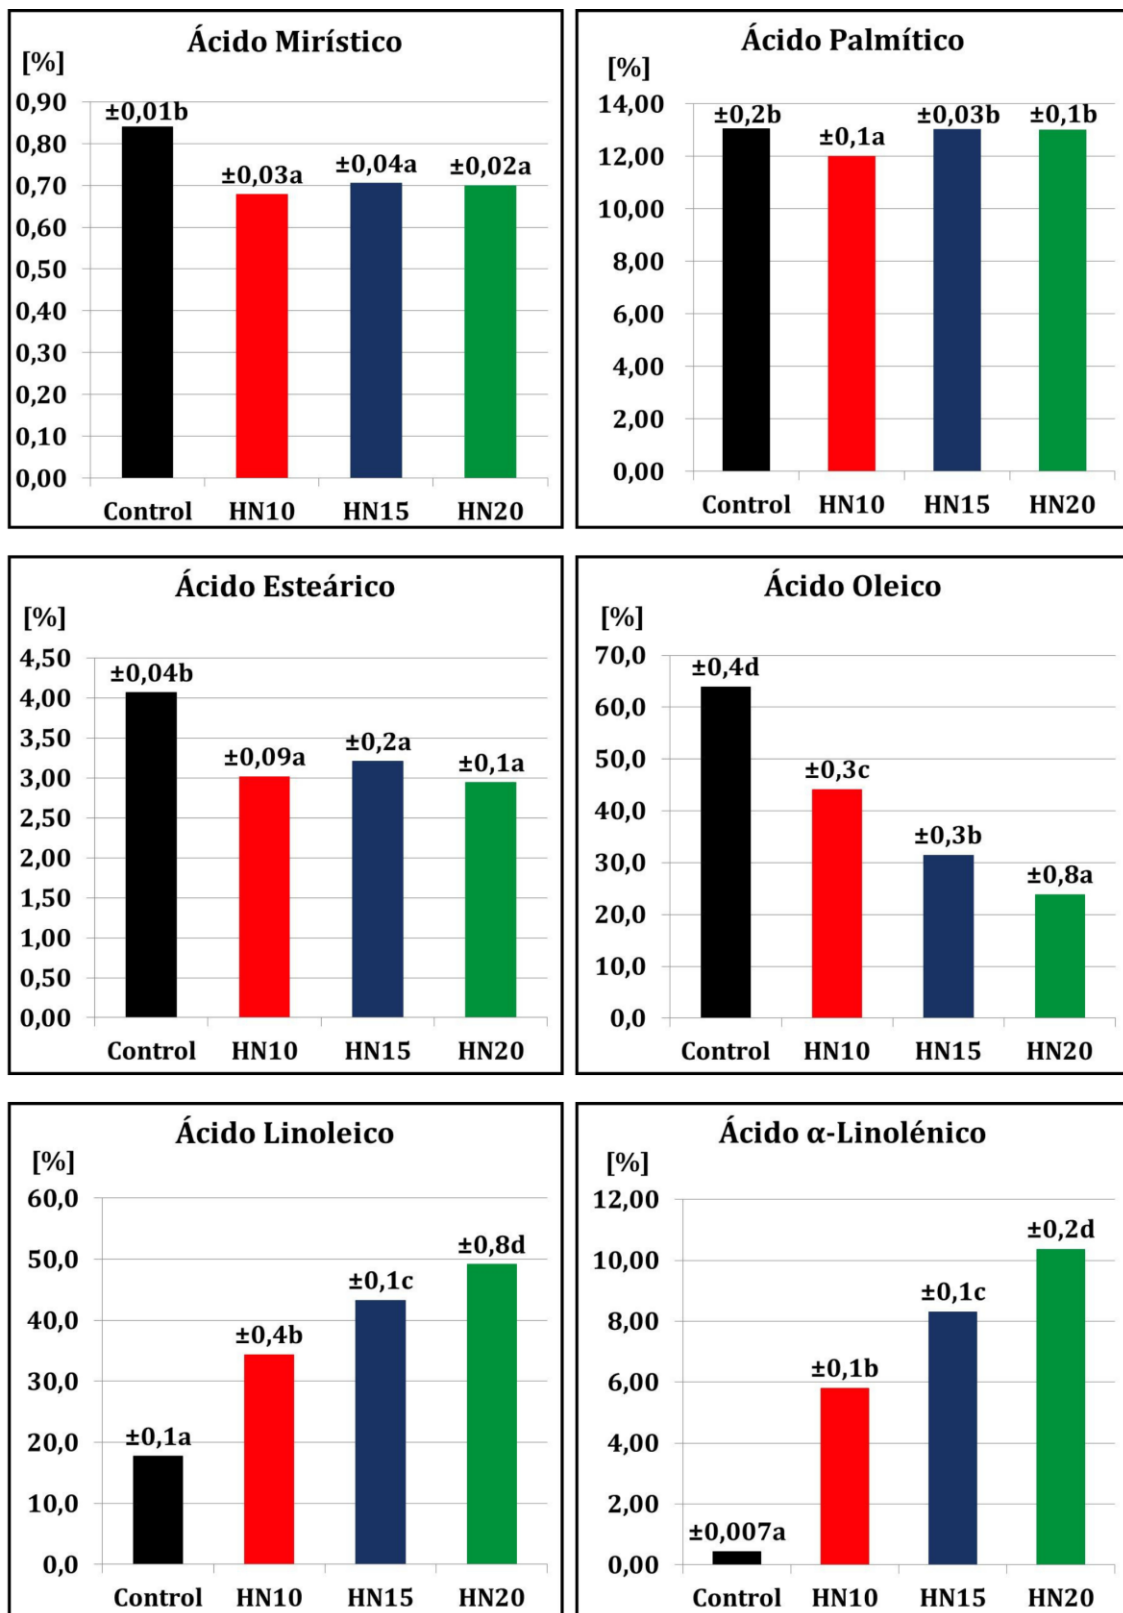 Ácido Mirístico
[%]
0,90
0,80
0,70
0,60
0,50
0,40
0,30
0,20
0,10
0,00
±0,01b
±0,03a
±0,04a
±0,02a
Control HN10 HN15 HN20
Ácido Palmítico
[%]
14,00
12,00
10,00
8,00
6,00
4,00
2,00
0,00
±0,2b
±0,1a
±0,03b
±0,1b
Control HN10 HN15 HN20
Ácido Esteárico
[%]
4,50
4,00
3,50
3,00
2,50
2,00
1,50
1,00
0,50
0,00
±0,04b
±0,09a
±0,2a
±0,1a
Control HN10 HN15 HN20
Ácido Oleico
[%]
70,0
60,0
50,0
40,0
30,0
20,0
10,0
0,0
±0,4d
±0,3c
±0,3b
±0,8a
Control HN10 HN15 HN20
Ácido Linoleico
[%]
60,0
50,0
40,0
30,0
20,0
10,0
0,0
±0,1a
±0,4b
±0,1c
±0,8d
Control HN10 HN15 HN20
Ácido α-Linolénico
[%]
12,00
10,00
8,00
6,00
4,00
2,00
0,00
±0,007a
±0,1b
±0,1c
±0,2d
Control HN10 HN15 HN20